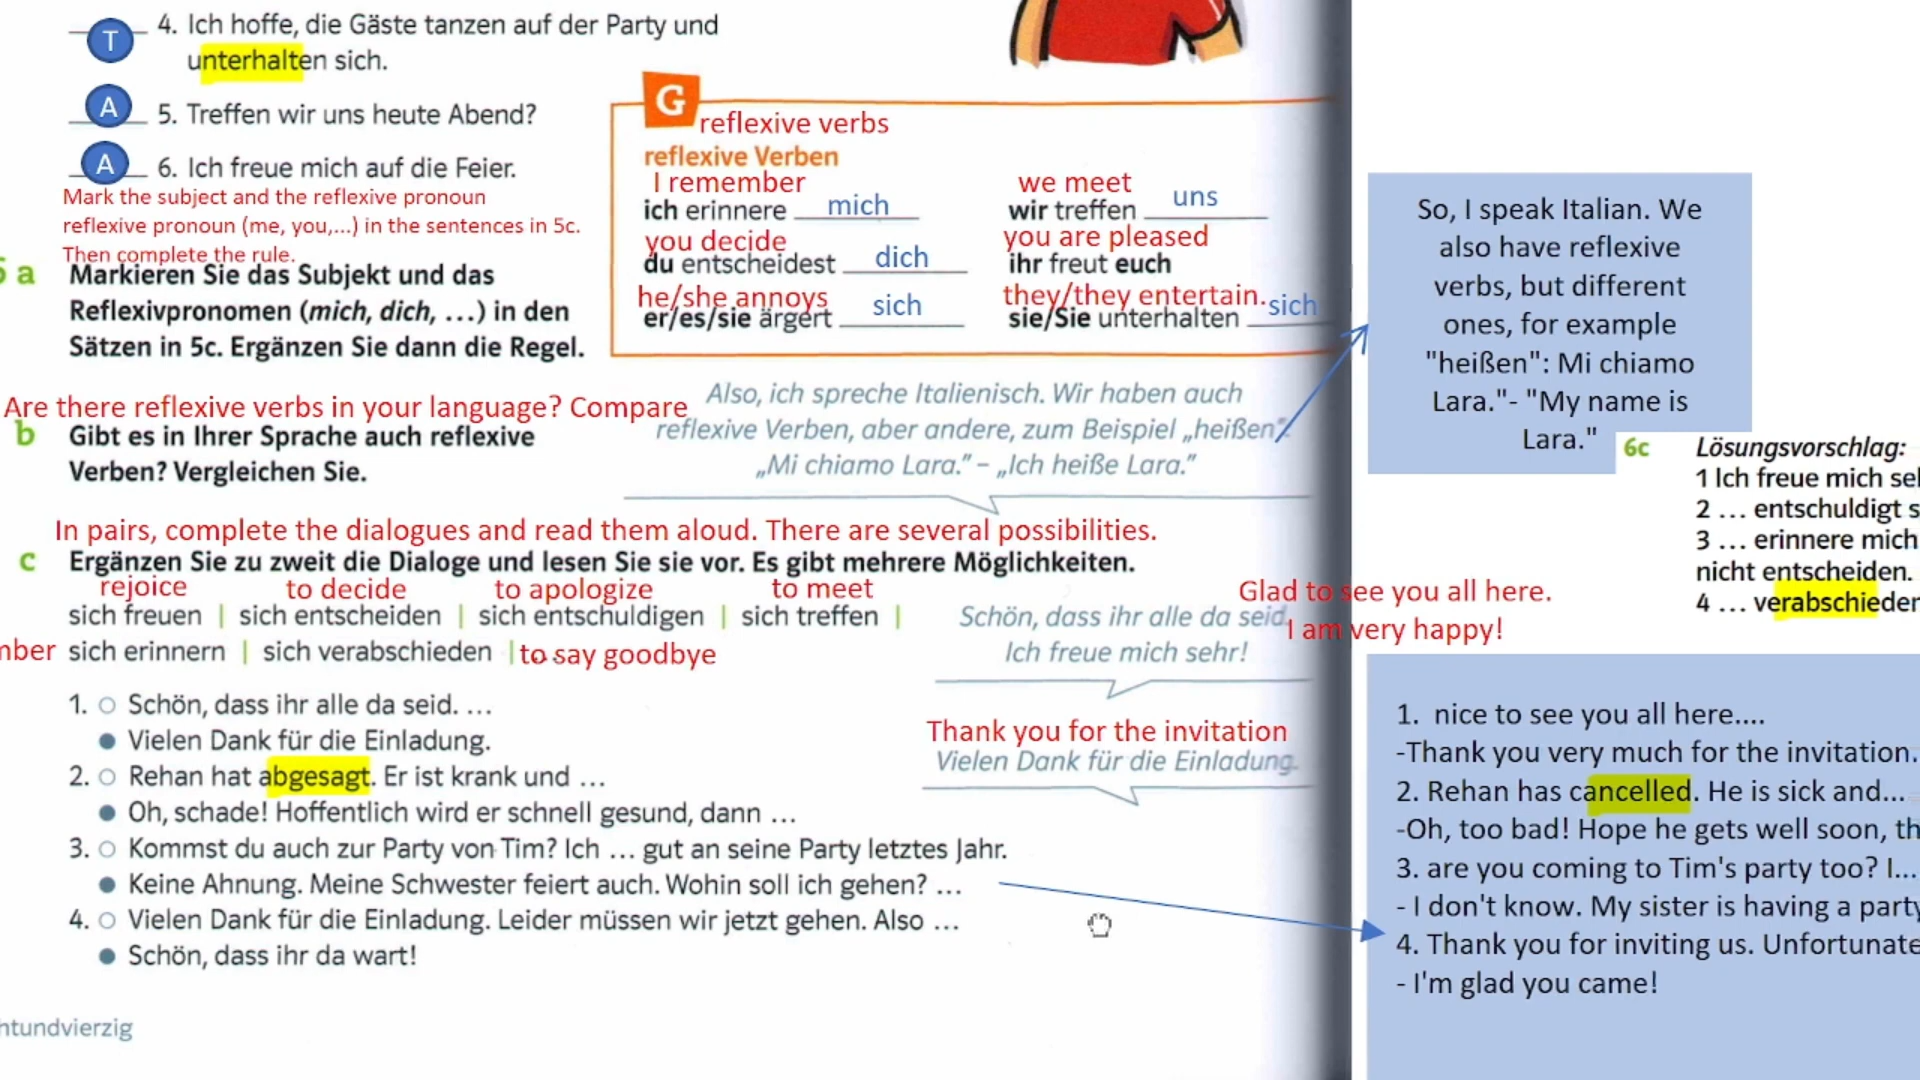 4. Ich hoffe, die Gäste tanzen auf der Party und
T
unterhalten sich.
A
5. Treffen wir uns heute Abend?
A
6. Ich freue mich auf die Feier.
Mark the subject and the reflexive pronoun
reflexive pronoun (me, you,...) in the sentences in 5c.
Then complete the rule.
a Markieren Sie das Subjekt und das
Reflexivpronomen (mich, dich, …) in den
Sätzen in 5c. Ergänzen Sie dann die Regel.
G
reflexive verbs
reflexive Verben
I remember
ich erinnere mich
you decide
du entscheidest dich
he/she annoys
er/es/sie ärgert sich
we meet
wir treffen uns
you are pleased
ihr freut euch
they/they entertain.
sie/Sie unterhalten sich
So, I speak Italian. We
also have reflexive
verbs, but different
ones, for example
"heißen": Mi chiamo
Lara."- "My name is
Lara."
Are there reflexive verbs in your language? Compare
b Gibt es in Ihrer Sprache auch reflexive
Verben? Vergleichen Sie.
Also, ich spreche Italienisch. Wir haben auch
reflexive Verben, aber andere, zum Beispiel „heißen“:
„Mi chiamo Lara.“ – „Ich heiße Lara.“
6c Lösungsvorschlag:
1 Ich freue mich
2 … entschuldigt
3 … erinnere mich
nicht entscheiden.
4 …
In pairs, complete the dialogues and read them aloud. There are several possibilities.
c Ergänzen Sie zu zweit die Dialoge und lesen Sie sie vor. Es gibt mehrere Möglichkeiten.
rejoice to decide to apologize to meet
sich freuen | sich entscheiden | sich entschuldigen | sich treffen |
sich erinnern | sich verabschieden | to say goodbye
Glad to see you all here.
Schön, dass ihr alle da seid.
I am very happy!
Ich freue mich sehr!
Thank you for the invitation
Vielen Dank für die Einladung.
1. ○ Schön, dass ihr alle da seid. …
● Vielen Dank für die Einladung.
2. ○ Rehan hat abgesagt. Er ist krank und …
● Oh, schade! Hoffentlich wird er schnell gesund, dann …
3. ○ Kommst du auch zur Party von Tim? Ich … gut an seine Party letztes Jahr.
● Keine Ahnung. Meine Schwester feiert auch. Wohin soll ich gehen? …
4. ○ Vielen Dank für die Einladung. Leider müssen wir jetzt gehen. Also …
● Schön, dass ihr da wart!
1. nice to see you all here....
-Thank you very much for the invitation.
2. Rehan has cancelled. He is sick and...
-Oh, too bad! Hope he gets well soon,
3. are you coming to Tim's party too? I...
- I don't know. My sister is having a party
4. Thank you for inviting us.
- I'm glad you came!